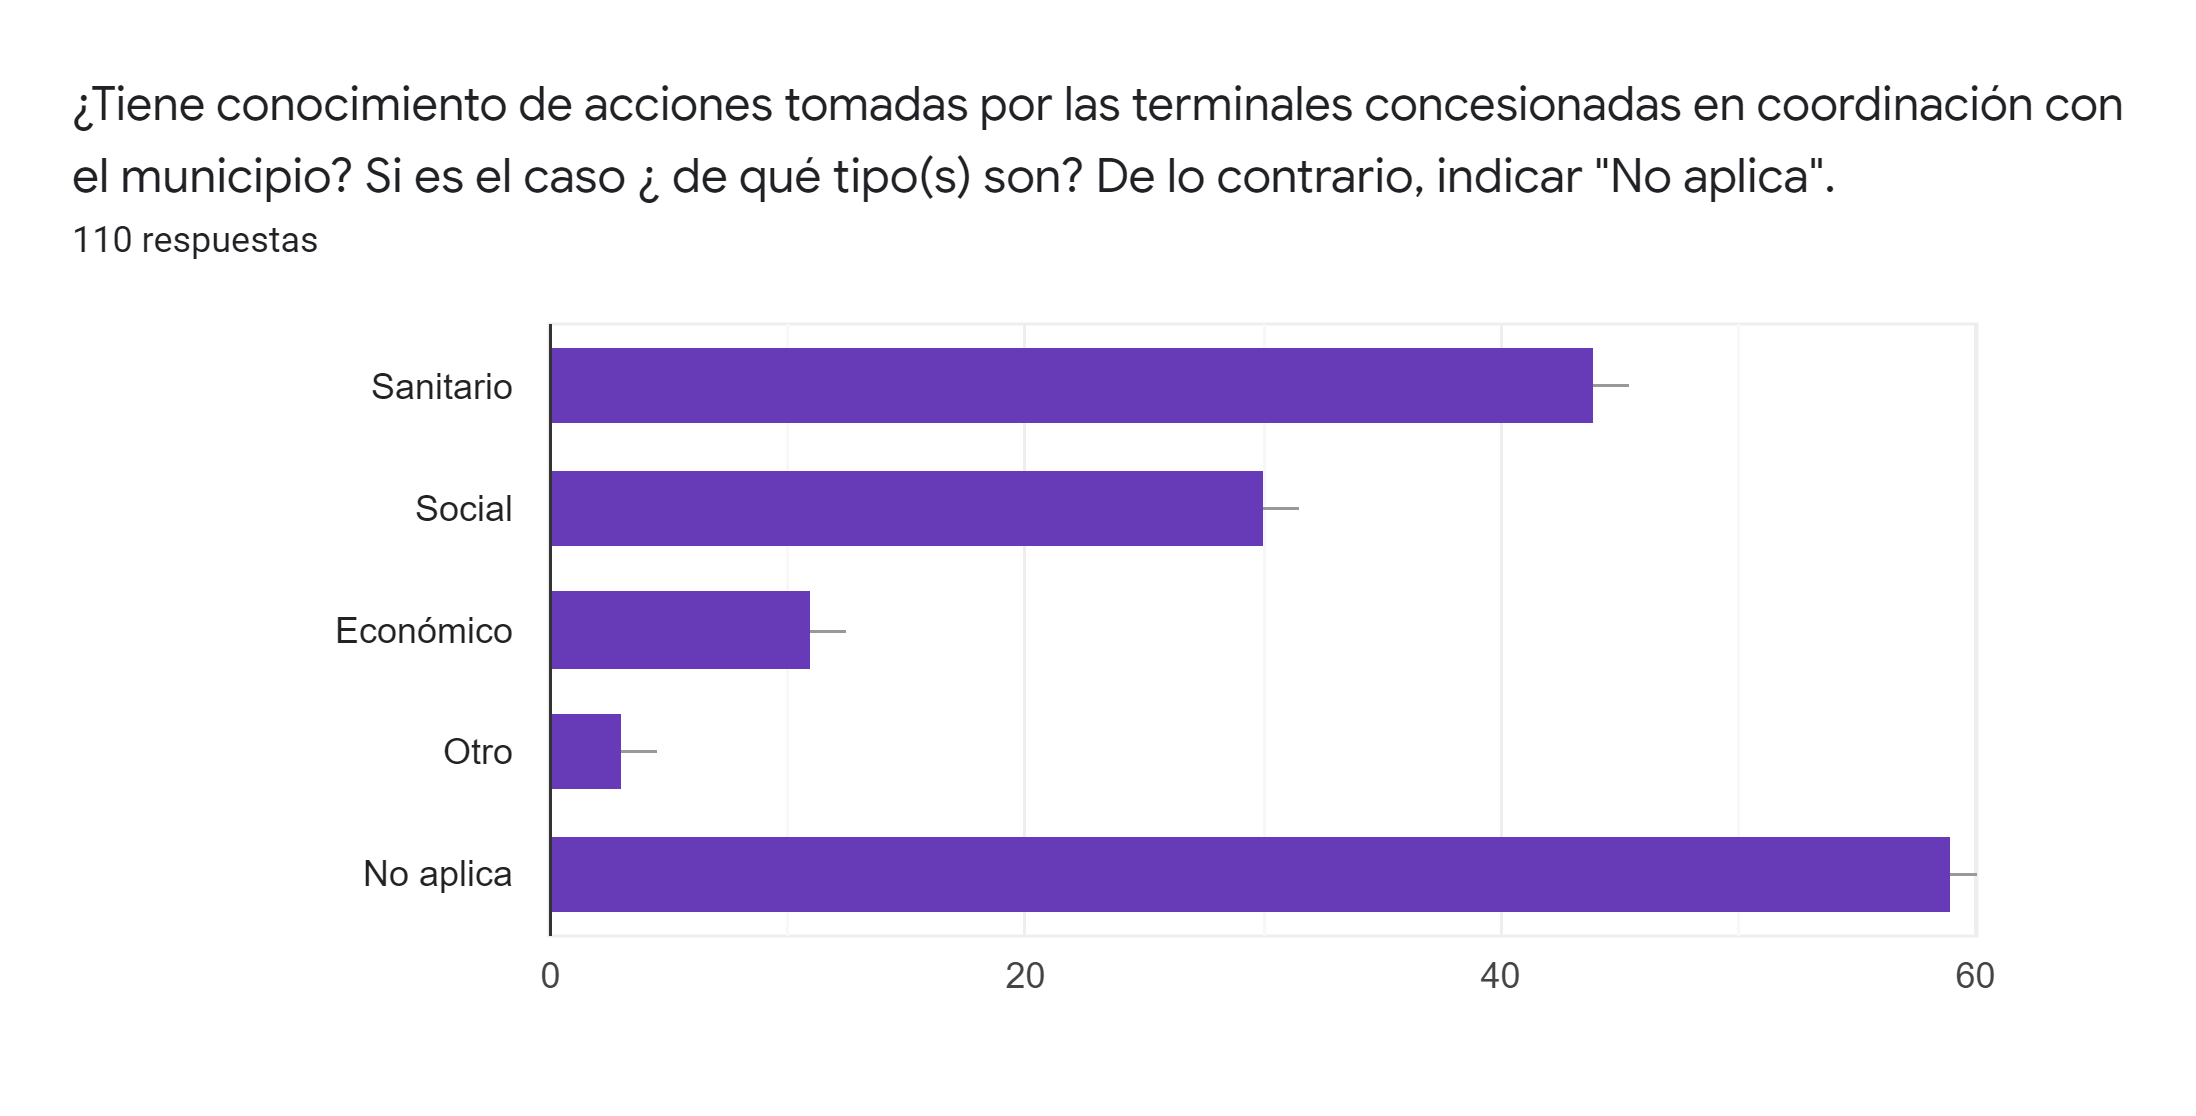 ¿Tiene conocimiento de acciones tomadas por las terminales concesionadas en coordinación con
el municipio? Si es el caso ¿ de qué tipo(s) son? De lo contrario, indicar "No aplica".
110 respuestas
Sanitario
Social
Económico
Otro
No aplica
0 20 40 60